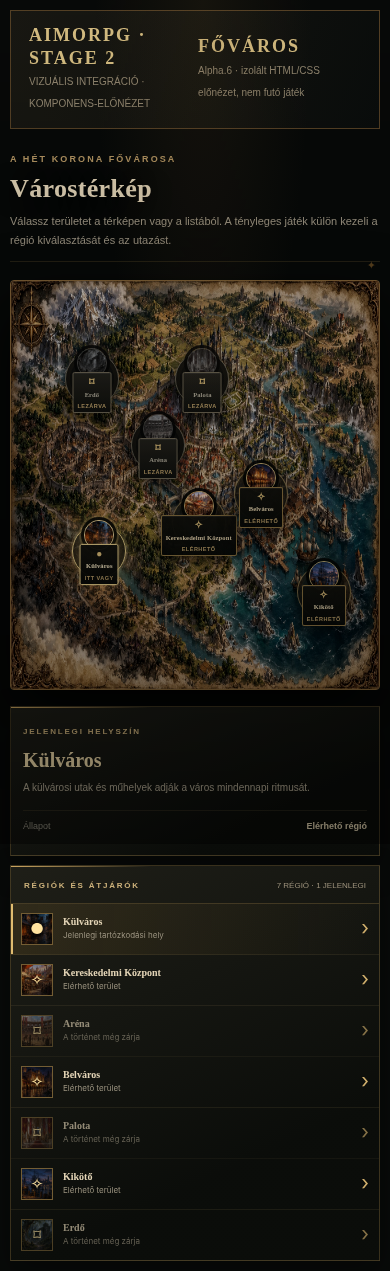 AIMORPG ·
STAGE 2
VIZUÁLIS INTEGRÁCIÓ ·
KOMPONENS-ELŐNÉZET
FŐVÁROS
Alpha.6 · izolált HTML/CSS
előnézet, nem futó játék
A HÉT KORONA FŐVÁROSA
Várostérkép
Válassz területet a térképen vagy a listából. A tényleges játék külön kezeli a
régió kiválasztását és az utazást.
Erdő
LEZÁRVA
Palota
LEZÁRVA
Aréna
LEZÁRVA
Belváros
ELÉRHETŐ
Kereskedelmi Központ
ELÉRHETŐ
Külváros
ITT VAGY
Kikötő
ELÉRHETŐ
JELENLEGI HELYSZÍN
Külváros
A külvárosi utak és műhelyek adják a város mindennapi ritmusát.
Állapot Elérhető régió
RÉGIÓK ÉS ÁTJÁRÓK 7 RÉGIÓ · 1 JELENLEGI
Külváros
Jelenlegi tartózkodási hely
Kereskedelmi Központ
Elérhető terület
Aréna
A történet még zárja
Belváros
Elérhető terület
Palota
A történet még zárja
Kikötő
Elérhető terület
Erdő
A történet még zárja